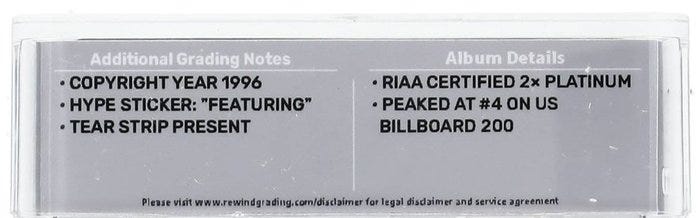 Additional Grading Notes
• COPYRIGHT YEAR 1996
• HYPE STICKER: "FEATURING"
• TEAR STRIP PRESENT
Album Details
• RIAA CERTIFIED 2x PLATINUM
• PEAKED AT #4 ON US
BILLBOARD 200
Please visit www.rewindgrading.com/disclaimer for legal disclaimer and service agreement